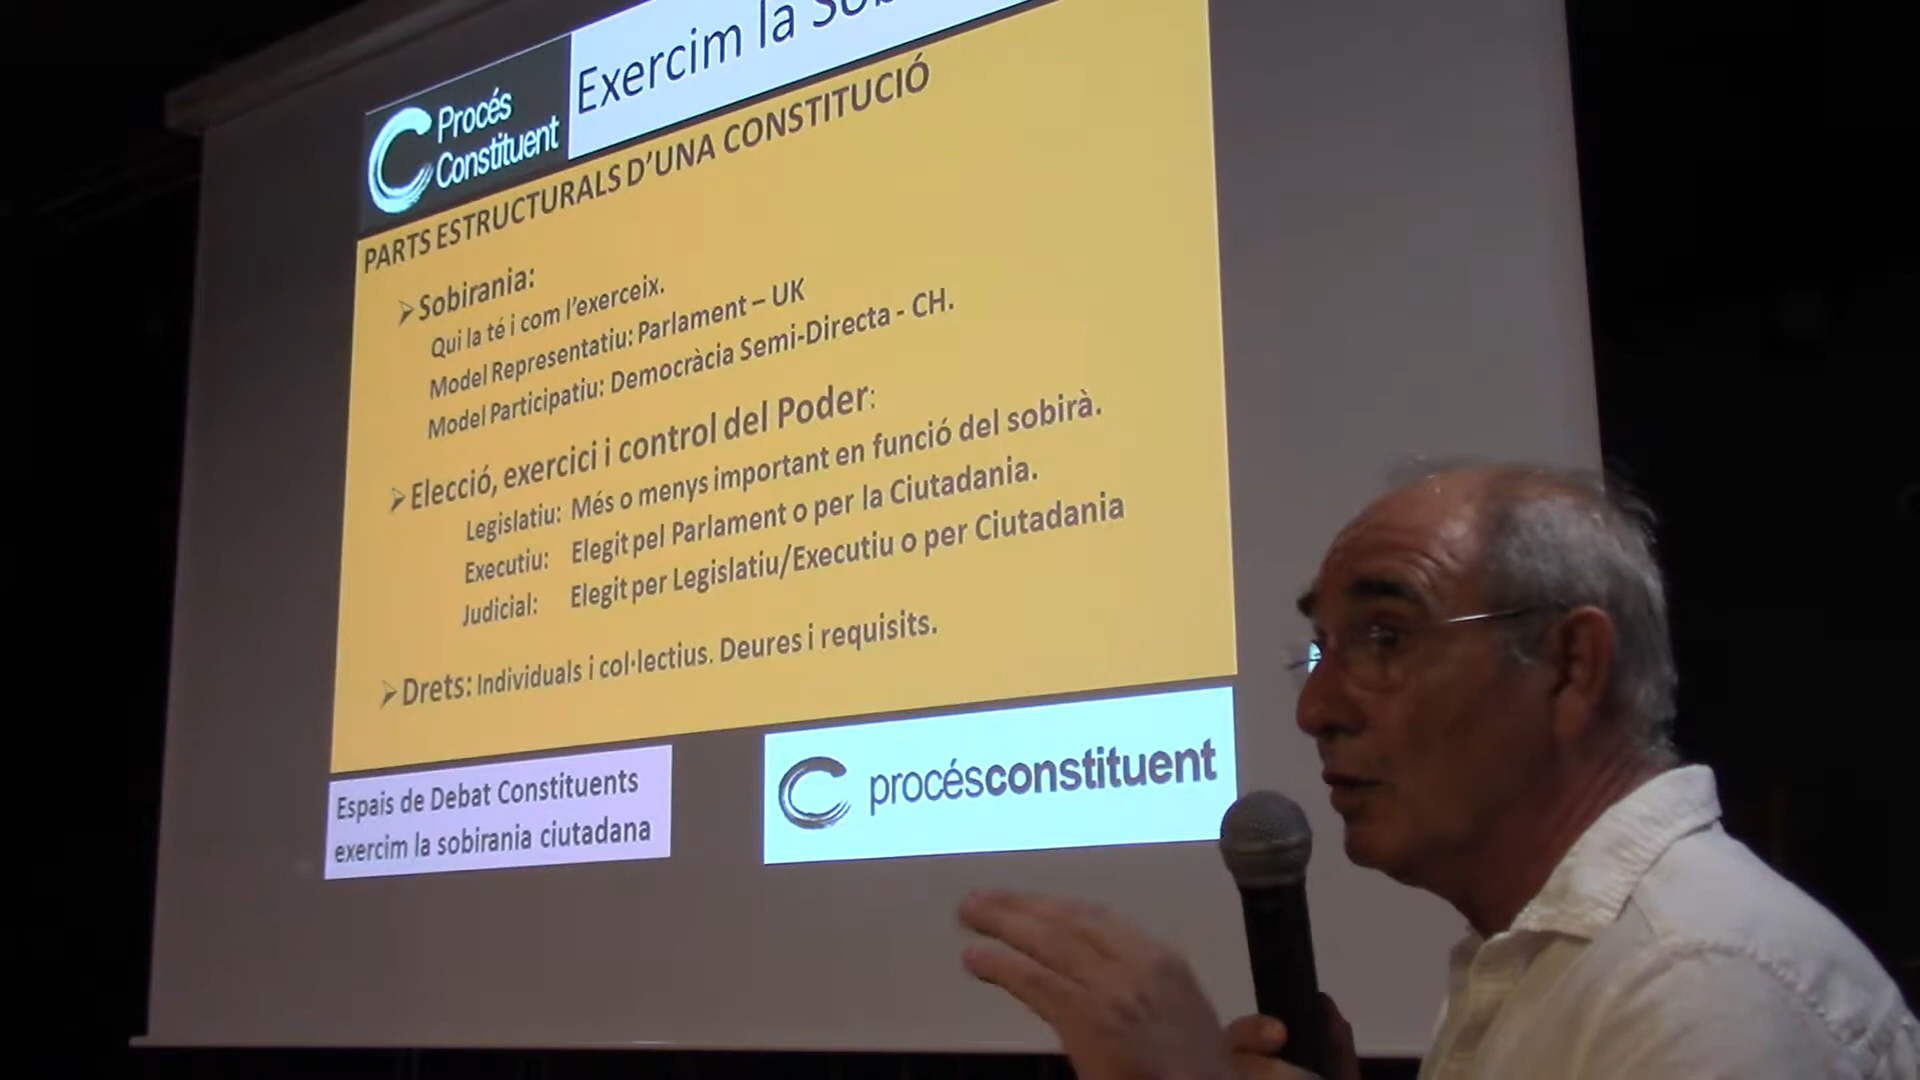 Procés
Constituent
Exercim la
PARTS ESTRUCTURALS D'UNA CONSTITUCIÓ
Sobirania:
Qui la té i com l'exerceix.
Model Representatiu: Parlament – UK
Model Participatiu: Democràcia Semi-Directa - CH.
Elecció, exercici i control del Poder:
Legislatiu: Més o menys important en funció del sobirà.
Executiu: Elegit pel Parlament o per la Ciutadania.
Judicial: Elegit per Legislatiu/Executiu o per Ciutadania
Drets: Individuals i col·lectius. Deures i requisits.
Espais de Debat Constituents
exercim la sobirania ciutadana
procésconstituent